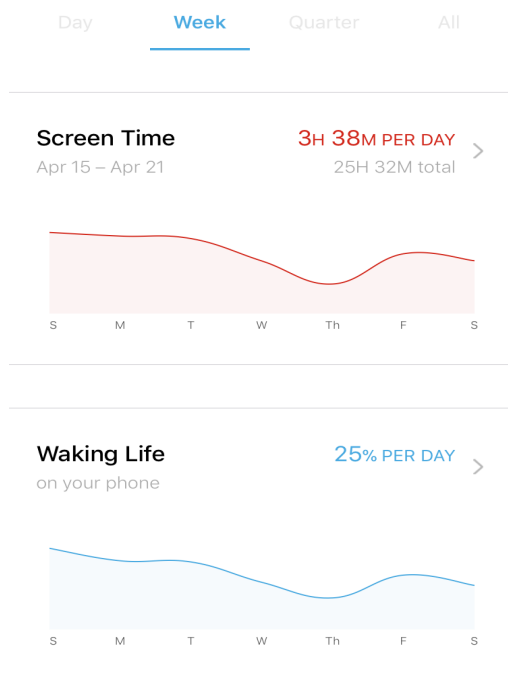 Day Week Quarter All
Screen Time 3H 38M PER DAY
Apr 15 – Apr 21 25H 32M total
S M T W Th F S
Waking Life 25% PER DAY
on your phone
S M T W Th F S